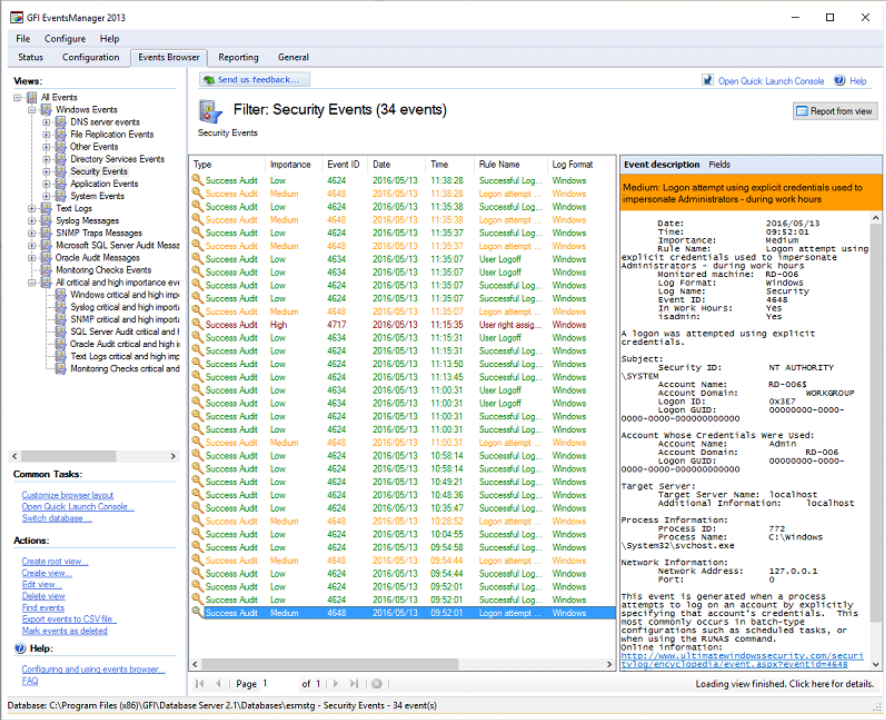 GFI EventsManager 2013
File Configure Help
Status Configuration Events Browser Reporting General
Views:
All Events
Windows Events
DNS server events
File Replication Events
Other Events
Directory Services Events
Security Events
Application Events
System Events
Text Logs
Syslog Messages
SNMP Traps Messages
Microsoft SQL Server Audit Messa
Oracle Audit Messages
Monitoring Checks Events
All critical and high importance eve
Windows critical and high impo
Syslog critical and high importa
SNMP critical and high importa
SQL Server Audit critical and h
Oracle Audit critical and high i
Text Logs critical and high imp
Monitoring Checks critical and
Common Tasks:
Customize browser layout
Open Quick Launch Console...
Switch database ...
Actions:
Create root view...
Create view...
Edit view...
Delete view
Find events
Export events to CSV file...
Mark events as deleted
Help:
Configuring and using events browser...
FAQ
Send us feedback...
Open Quick Launch Console Help
Filter: Security Events (34 events)
Report from view
Security Events
Type Importance Event ID Date Time Rule Name Log Format
Success Audit Low 4624 2016/05/13 11:38:28 Successful Log... Windows
Success Audit Medium 4648 2016/05/13 11:38:28 Logon attempt ... Windows
Success Audit Low 4624 2016/05/13 11:35:38 Successful Log... Windows
Success Audit Medium 4648 2016/05/13 11:35:38 Logon attempt ... Windows
Success Audit Low 4624 2016/05/13 11:35:37 Successful Log... Windows
Success Audit Medium 4648 2016/05/13 11:35:37 Logon attempt ... Windows
Success Audit Low 4634 2016/05/13 11:35:07 User Logoff Windows
Success Audit Low 4634 2016/05/13 11:35:07 User Logoff Windows
Success Audit Low 4624 2016/05/13 11:35:07 Successful Log... Windows
Success Audit Low 4624 2016/05/13 11:35:07 Successful Log... Windows
Success Audit Medium 4648 2016/05/13 11:35:07 Logon attempt ... Windows
Success Audit High 4717 2016/05/13 11:15:35 User right assig... Windows
Success Audit Low 4634 2016/05/13 11:15:31 User Logoff Windows
Success Audit Low 4624 2016/05/13 11:15:31 Successful Log... Windows
Success Audit Low 4624 2016/05/13 11:13:50 Successful Log... Windows
Success Audit Low 4624 2016/05/13 11:13:45 Successful Log... Windows
Success Audit Low 4634 2016/05/13 11:00:31 User Logoff Windows
Success Audit Low 4634 2016/05/13 11:00:31 User Logoff Windows
Success Audit Low 4624 2016/05/13 11:00:31 Successful Log... Windows
Success Audit Low 4624 2016/05/13 11:00:31 Successful Log... Windows
Success Audit Medium 4648 2016/05/13 11:00:31 Logon attempt ... Windows
Success Audit Low 4624 2016/05/13 10:58:14 Successful Log... Windows
Success Audit Low 4624 2016/05/13 10:58:14 Successful Log... Windows
Success Audit Low 4624 2016/05/13 10:49:21 Successful Log... Windows
Success Audit Low 4624 2016/05/13 10:48:36 Successful Log... Windows
Success Audit Low 4624 2016/05/13 10:35:47 Successful Log... Windows
Success Audit Medium 4648 2016/05/13 10:28:52 Logon attempt ... Windows
Success Audit Low 4624 2016/05/13 10:04:55 Successful Log... Windows
Success Audit Low 4624 2016/05/13 09:54:58 Successful Log... Windows
Success Audit Medium 4648 2016/05/13 09:54:44 Logon attempt ... Windows
Success Audit Low 4624 2016/05/13 09:54:44 Successful Log... Windows
Success Audit Low 4624 2016/05/13 09:52:01 Successful Log... Windows
Success Audit Low 4624 2016/05/13 09:52:01 Successful Log... Windows
Success Audit Medium 4648 2016/05/13 09:52:01 Logon attempt ... Windows
Page 1 of 1
Event description Fields
Medium: Logon attempt using explicit credentials used to
impersonate Administrators - during work hours
Date: 2016/05/13
Time: 09:52:01
Importance: Medium
Rule Name: Logon attempt using
explicit credentials used to impersonate
Administrators - during work hours
Monitored machine: RD-006
Log Format: Windows
Log Name: Security
Event ID: 4648
In Work Hours: Yes
isadmin: Yes
A logon was attempted using explicit
credentials.
Subject:
Security ID: NT AUTHORITY
\SYSTEM
Account Name: RD-006$
Account Domain: WORKGROUP
Logon ID: 0x3E7
Logon GUID: 00000000-0000-
0000-0000-000000000000
Account Whose Credentials Were Used:
Account Name: Admin
Account Domain: RD-006
Logon GUID: 00000000-0000-
0000-0000-000000000000
Target Server:
Target Server Name: localhost
Additional Information: localhost
Process Information:
Process ID: 772
Process Name: C:\Windows
\System32\svchost.exe
Network Information:
Network Address: 127.0.0.1
Port: 0
This event is generated when a process
attempts to log on an account by explicitly
specifying that account's credentials. This
most commonly occurs in batch-type
configurations such as scheduled tasks, or
when using the RUNAS command.
Online information:
http://www.ultimatewindowssecurity.com/securi
tylog/encyclopedia/event.aspx?eventid=4648
Loading view finished. Click here for details.
Database: C:\Program Files (x86)\GFI\Database Server 2.1\Databases\esmstg - Security Events - 34 event(s)